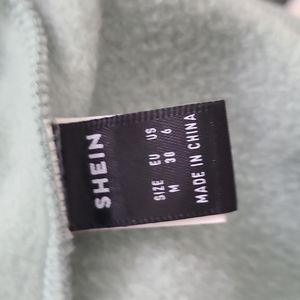 SHEIN
SIZE EU US
M 38 6
MADE IN CHINA